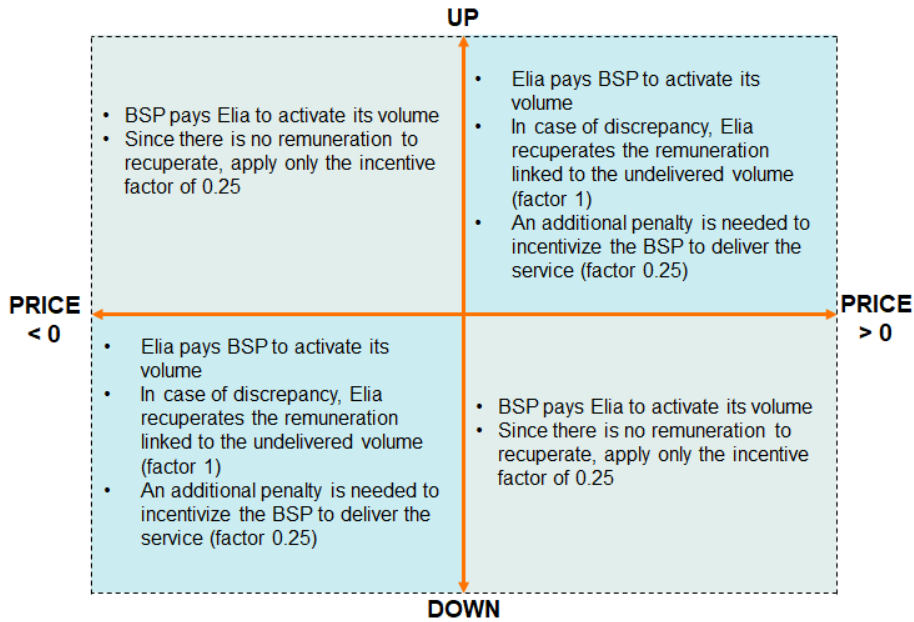 UP
• BSP pays Elia to activate its volume
• Since there is no remuneration to
recuperate, apply only the incentive
factor of 0.25
• Elia pays BSP to activate its
volume
• In case of discrepancy, Elia
recuperates the remuneration
linked to the undelivered volume
(factor 1)
• An additional penalty is needed to
incentivize the BSP to deliver the
service (factor 0.25)
PRICE
< 0
PRICE
> 0
• Elia pays BSP to activate its
volume
• In case of discrepancy, Elia
recuperates the remuneration
linked to the undelivered volume
(factor 1)
• An additional penalty is needed to
incentivize the BSP to deliver the
service (factor 0.25)
• BSP pays Elia to activate its volume
• Since there is no remuneration to
recuperate, apply only the incentive
factor of 0.25
DOWN